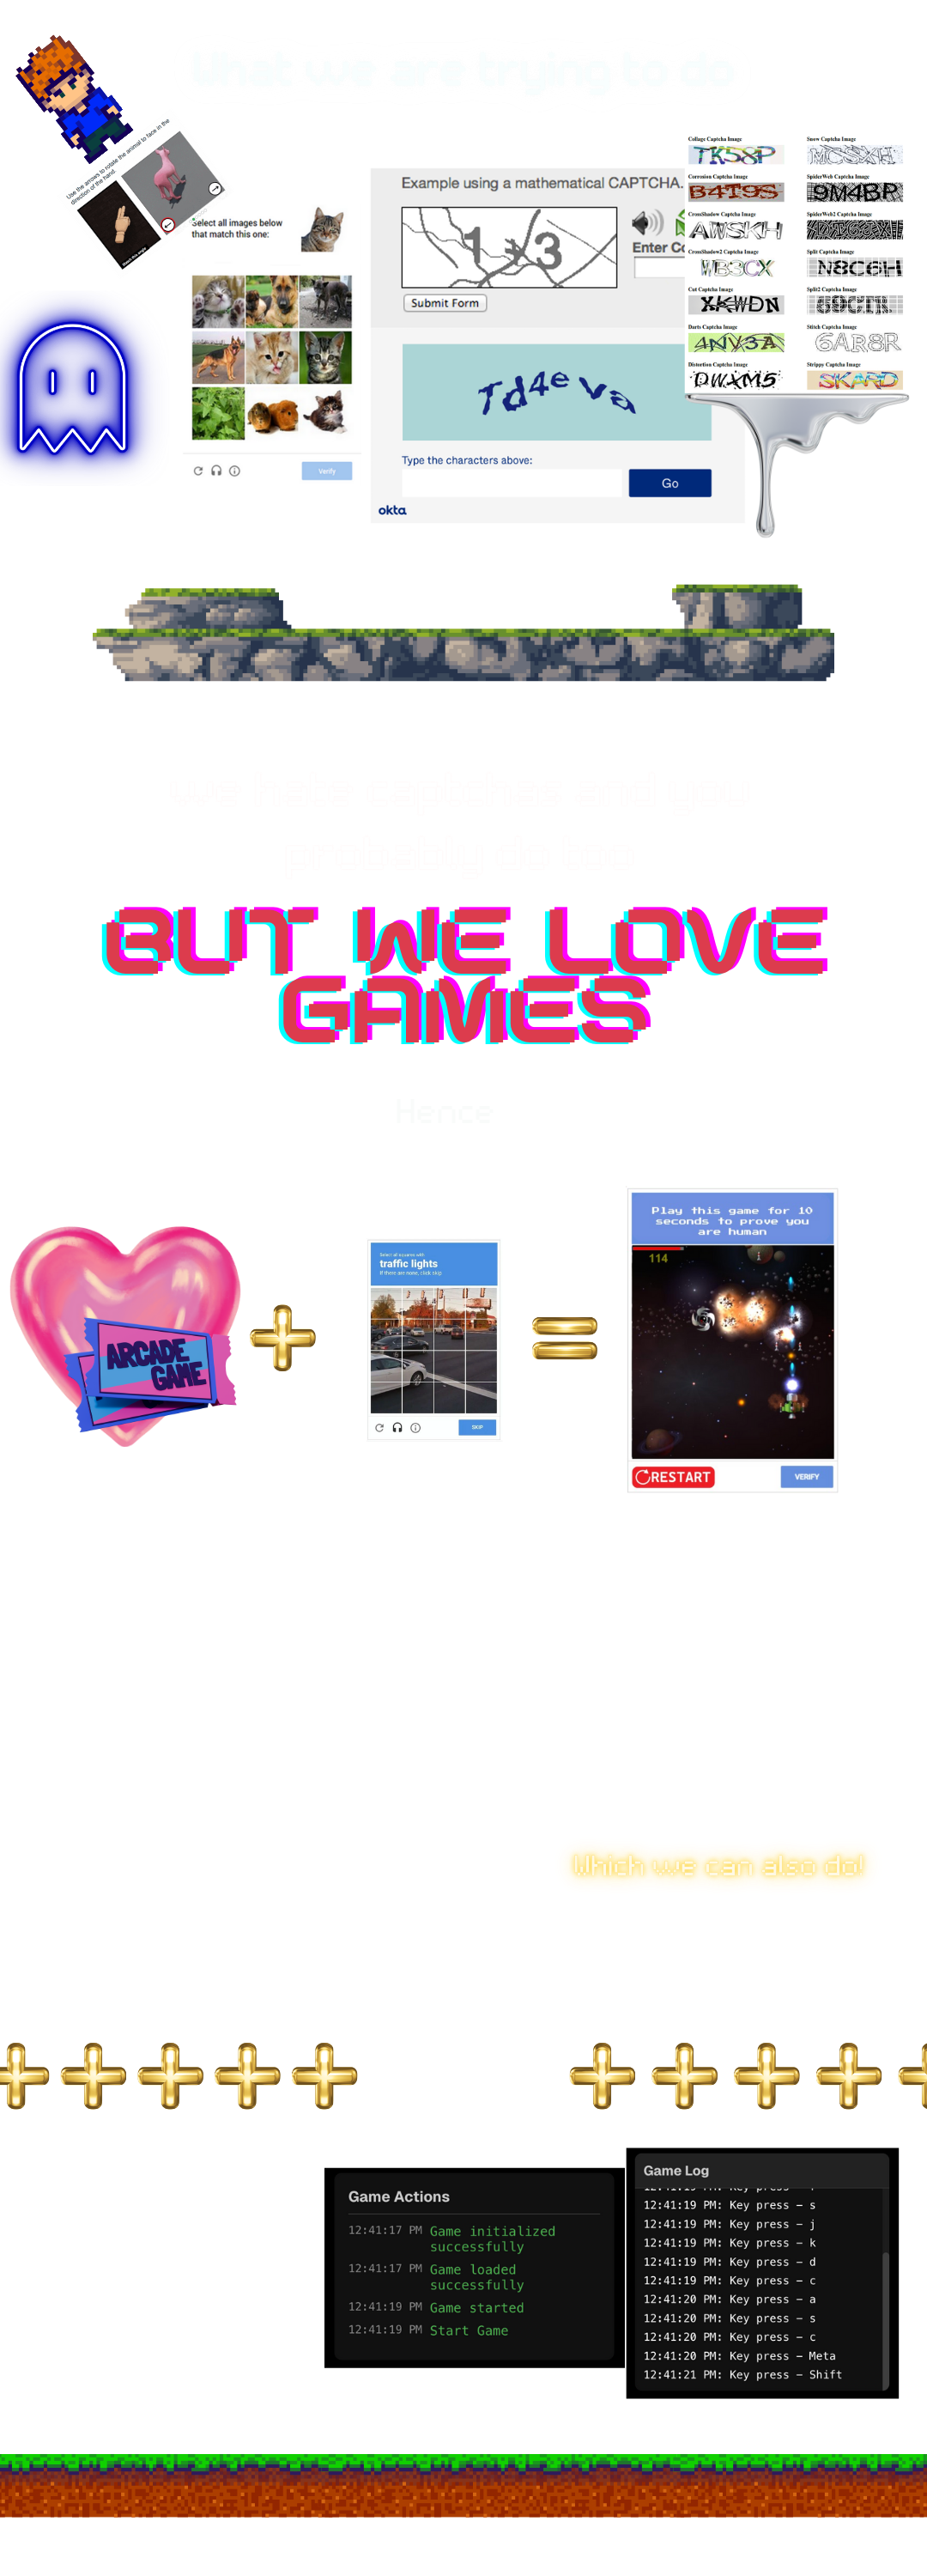 What we are trying to do
Use the arrows to rotate the animal to face in the
direction of the hand.
Select all images below
that match this one:
Verify
Example using a mathematical CAPTCHA.
1+3
Submit Form
Td4eva
Type the characters above:
Go
okta
Collage Captcha Image
TK58P
Corrosion Captcha Image
B4T9S
CrossShadow Captcha Image
AWSKH
CrossShadow2 Captcha Image
WB3CX
Cut Captcha Image
XKWDN
Darts Captcha Image
4NV3A
Distortion Captcha Image
DWXM5
Snow Captcha Image
MCSXH
SpiderWeb Captcha Image
9M4BP
SpiderWeb2 Captcha Image
Split Captcha Image
N8C6H
Split2 Captcha Image
Stitch Captcha Image
6AR8R
Strippy Captcha Image
we hate captchas and you
probably do too
BUT WE LOVE
GAMES
Hence
ARCADE
GAME
Select all squares with
traffic lights
If there are none, click skip
SKIP
Play this game for 10
seconds to prove you
are human
114
RESTART
VERIFY
Which we can also do!
Game Actions
12:41:17 PM Game initialized
successfully
12:41:17 PM Game loaded
successfully
12:41:19 PM Game started
12:41:19 PM Start Game
Game Log
12:41:19 PM: Key press – s
12:41:19 PM: Key press – j
12:41:19 PM: Key press – k
12:41:19 PM: Key press – d
12:41:19 PM: Key press – c
12:41:20 PM: Key press – a
12:41:20 PM: Key press – s
12:41:20 PM: Key press – c
12:41:20 PM: Key press – Meta
12:41:21 PM: Key press – Shift